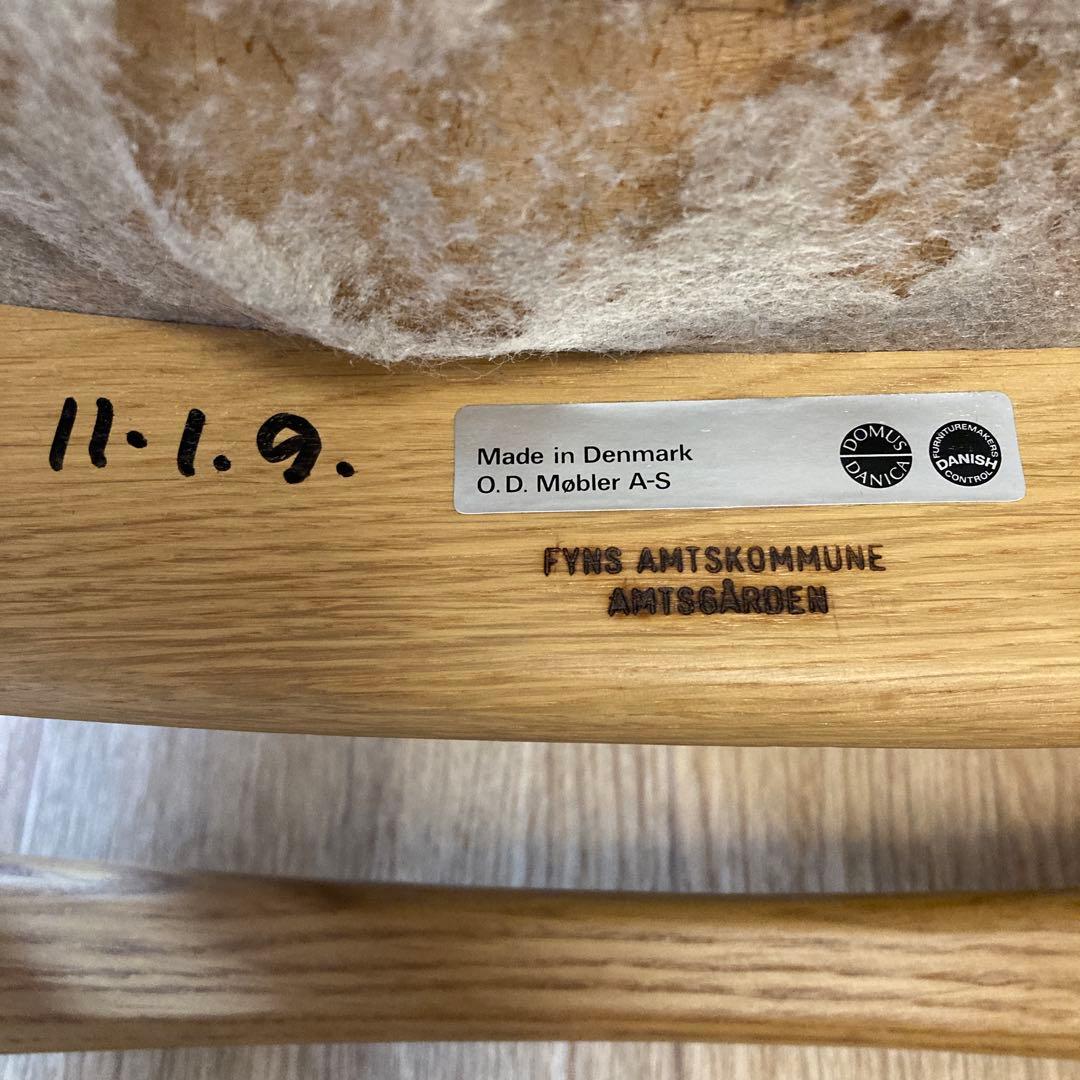 11.1.9.
Made in Denmark
O.D. Møbler A-S
DOMUS
DANICA
FURNITUREMAKERS
DANISH
CONTROL
FYNS AMTSKOMMUNE
AMTSGÅRDEN